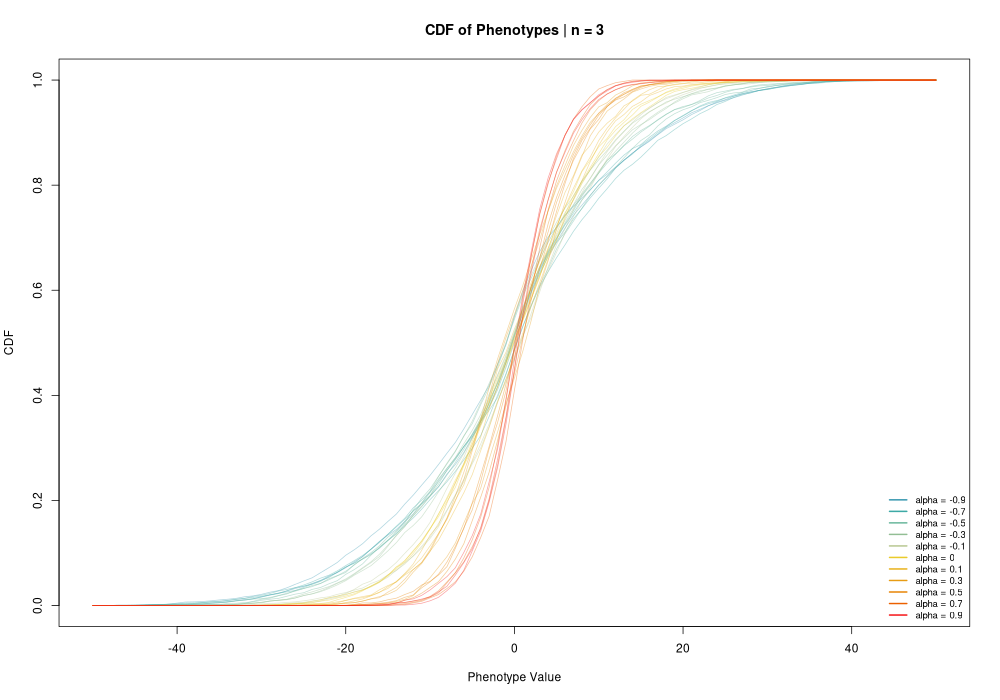 CDF of Phenotypes | n = 3
CDF
1.0
0.8
0.6
0.4
0.2
0.0
alpha = -0.9
alpha = -0.7
alpha = -0.5
alpha = -0.3
alpha = -0.1
alpha = 0
alpha = 0.1
alpha = 0.3
alpha = 0.5
alpha = 0.7
alpha = 0.9
-40
-20
0
20
40
Phenotype Value